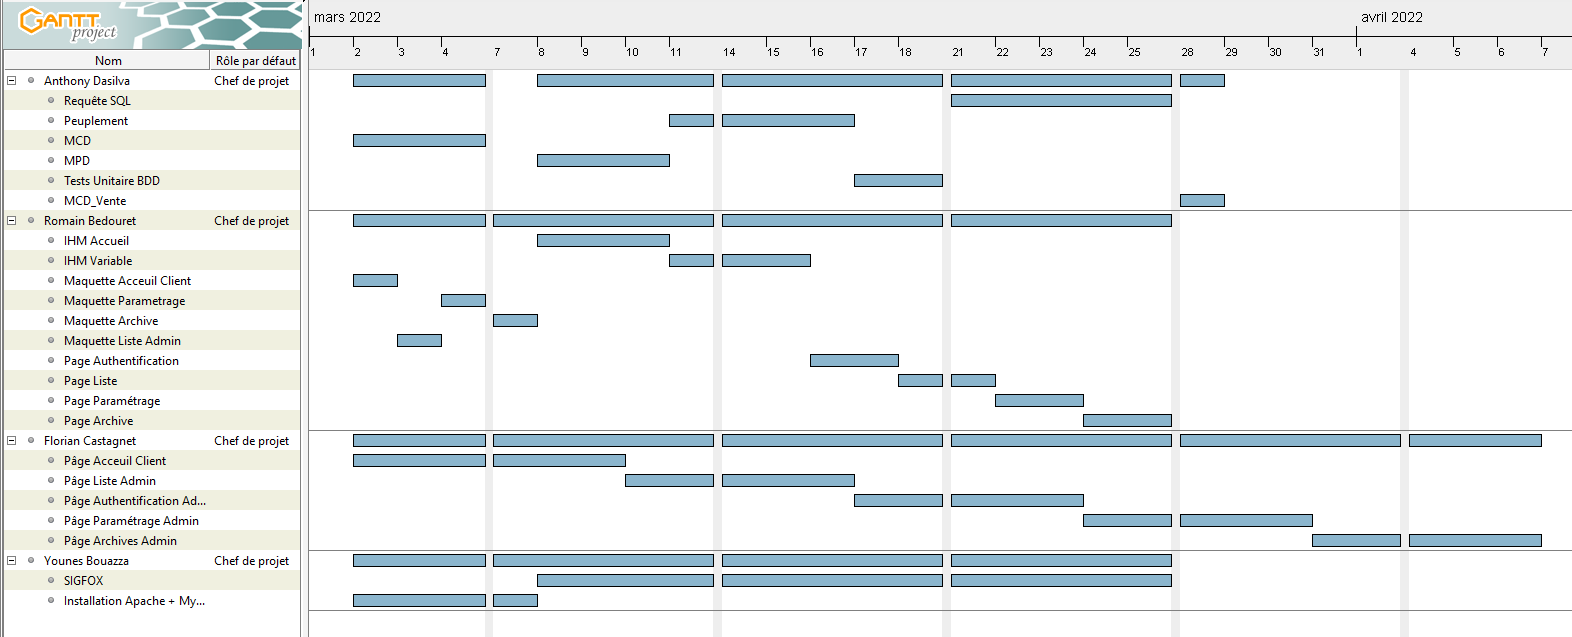 GANTT
project
mars 2022
avril 2022
1 2 3 4 7 8 9 10 11 14 15 16 17 18 21 22 23 24 25 28 29 30 31 1 4 5 6 7
Nom Rôle par défaut
Anthony Dasilva Chef de projet
Requête SQL
Peuplement
MCD
MPD
Tests Unitaire BDD
MCD_Vente
Romain Bedouret Chef de projet
IHM Accueil
IHM Variable
Maquette Acceuil Client
Maquette Parametrage
Maquette Archive
Maquette Liste Admin
Page Authentification
Page Liste
Page Paramétrage
Page Archive
Florian Castagnet Chef de projet
Pâge Acceuil Client
Pâge Liste Admin
Pâge Authentification Ad...
Pâge Paramétrage Admin
Pâge Archives Admin
Younes Bouazza Chef de projet
SIGFOX
Installation Apache + My...